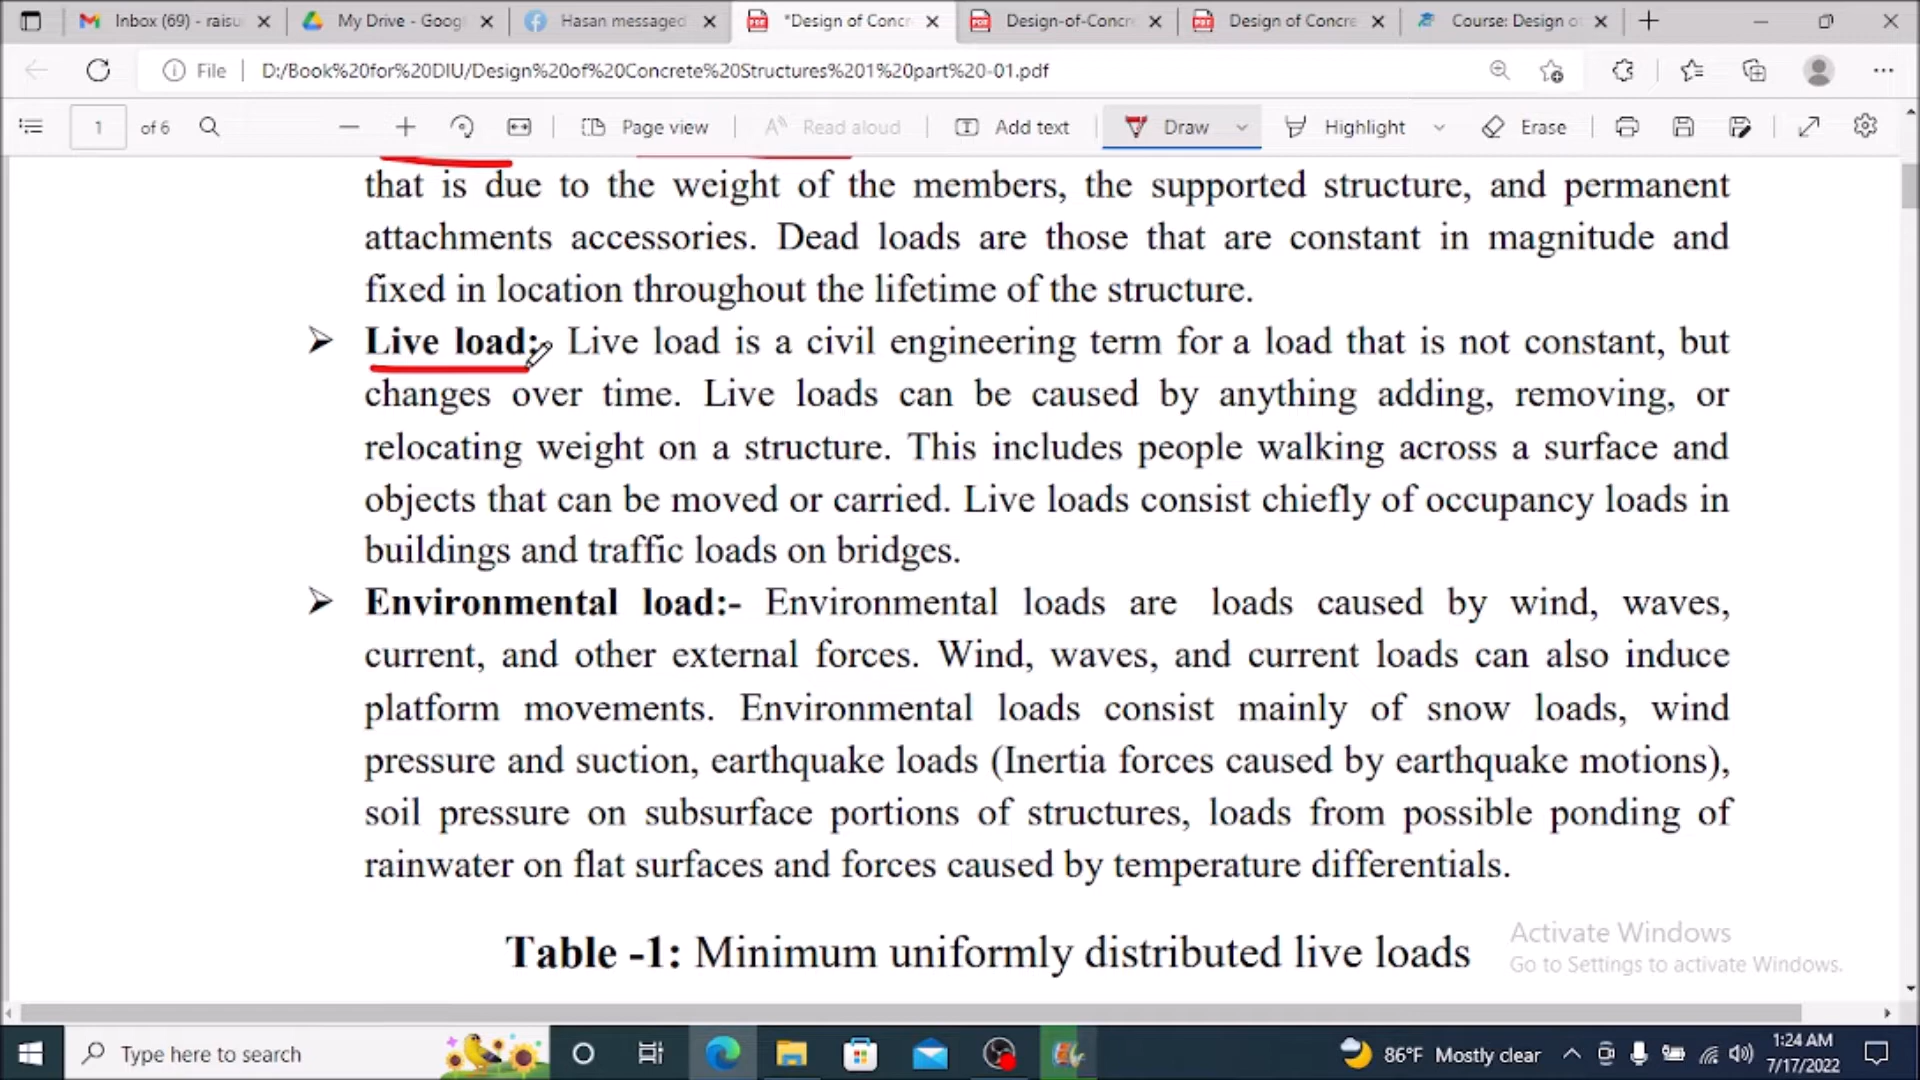 Inbox (69) - raisu
My Drive - Goog
Hasan messaged
*Design of Concr
Design-of-Concr
Design of Concre
Course: Design o
File
D:/Book%20for%20DIU/Design%20of%20Concrete%20Structures%201%20part%20-01.pdf
1 of 6
Page view
Read aloud
Add text
Draw
Highlight
Erase
that is due to the weight of the members, the supported structure, and permanent
attachments accessories. Dead loads are those that are constant in magnitude and
fixed in location throughout the lifetime of the structure.
➢ Live load:- Live load is a civil engineering term for a load that is not constant, but
changes over time. Live loads can be caused by anything adding, removing, or
relocating weight on a structure. This includes people walking across a surface and
objects that can be moved or carried. Live loads consist chiefly of occupancy loads in
buildings and traffic loads on bridges.
➢ Environmental load:- Environmental loads are loads caused by wind, waves,
current, and other external forces. Wind, waves, and current loads can also induce
platform movements. Environmental loads consist mainly of snow loads, wind
pressure and suction, earthquake loads (Inertia forces caused by earthquake motions),
soil pressure on subsurface portions of structures, loads from possible ponding of
rainwater on flat surfaces and forces caused by temperature differentials.
Table -1: Minimum uniformly distributed live loads
Activate Windows
Go to Settings to activate Windows.
Type here to search
86°F Mostly clear
1:24 AM
7/17/2022